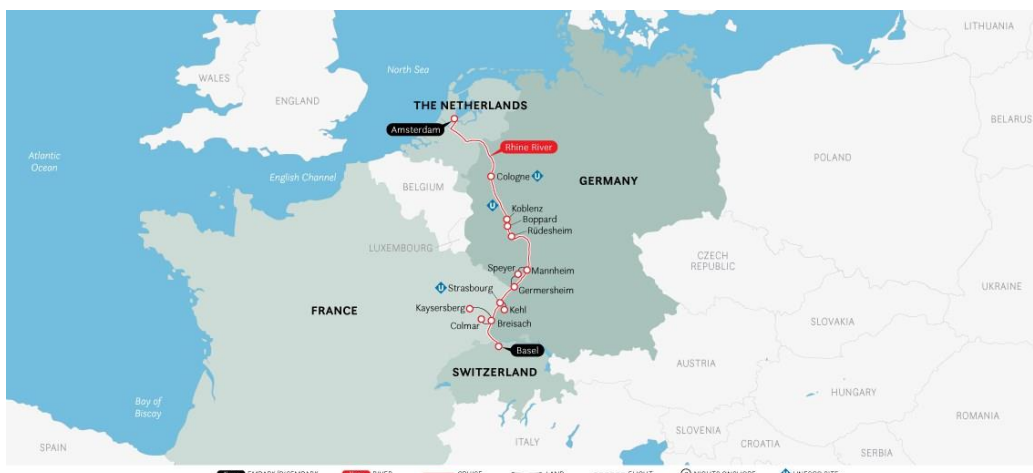 LITHUANIA
North Sea
WALES
ENGLAND
THE NETHERLANDS
BELARUS
Amsterdam
Rhine River
Atlantic
Ocean
POLAND
English Channel
Cologne
BELGIUM
GERMANY
Koblenz
Boppard
Rüdesheim
LUXEMBOURG
CZECH
REPUBLIC
Speyer
Mannheim
Strasbourg
Germersheim
UKRAINE
Kaysersberg
Kehl
FRANCE
Colmar
Breisach
SLOVAKIA
Basel
SWITZERLAND
AUSTRIA
HUNGARY
Bay of
Biscay
ROMANIA
SLOVENIA
CROATIA
SPAIN
ITALY
SERBIA